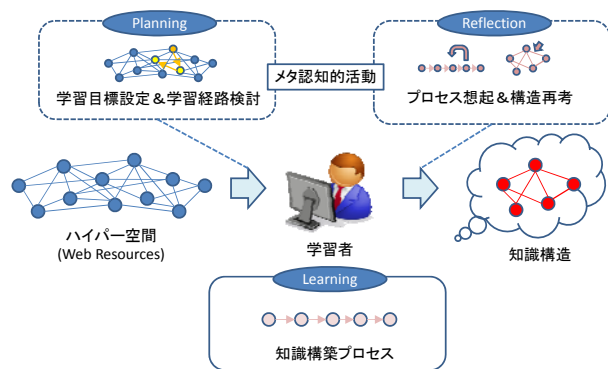 Planning
Reflection
学習目標設定＆学習経路検討
メタ認知的活動
プロセス想起＆構造再考
ハイパー空間
(Web Resources)
学習者
知識構造
Learning
知識構築プロセス